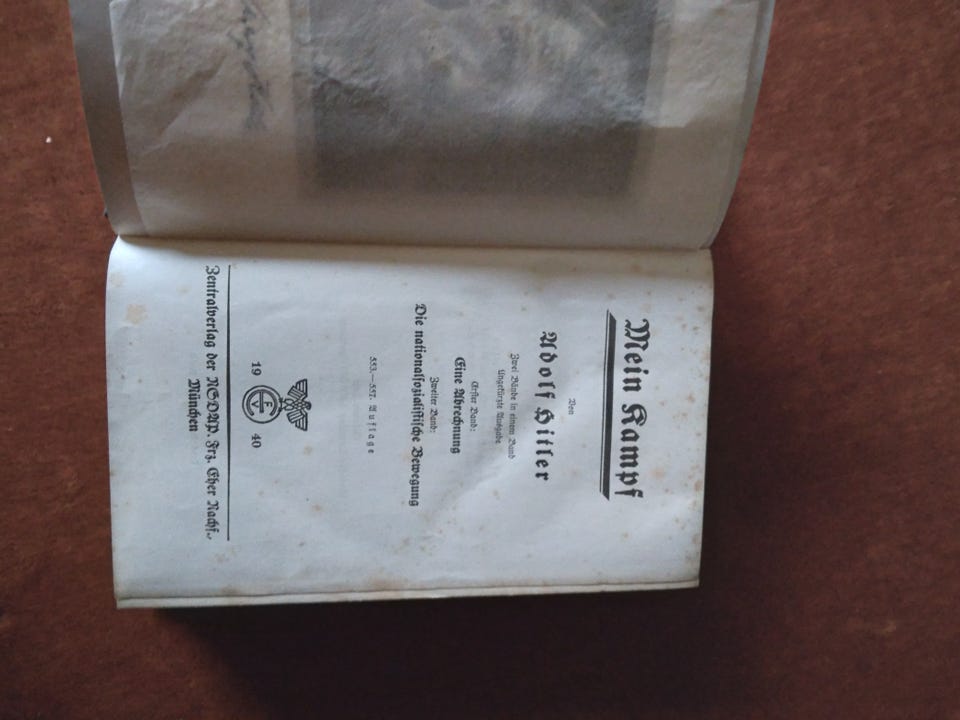 Mein Kampf
Von
Adolf Hitler
Zwei Bände in einem Band
Ungekürzte Ausgabe
Erster Band:
Eine Abrechnung
Zweiter Band:
Die nationalsozialistische Bewegung
553.—557. Auflage
19 FEV. 40
Zentralverlag der NSDAP. Frz. Eher Nachf.,
München